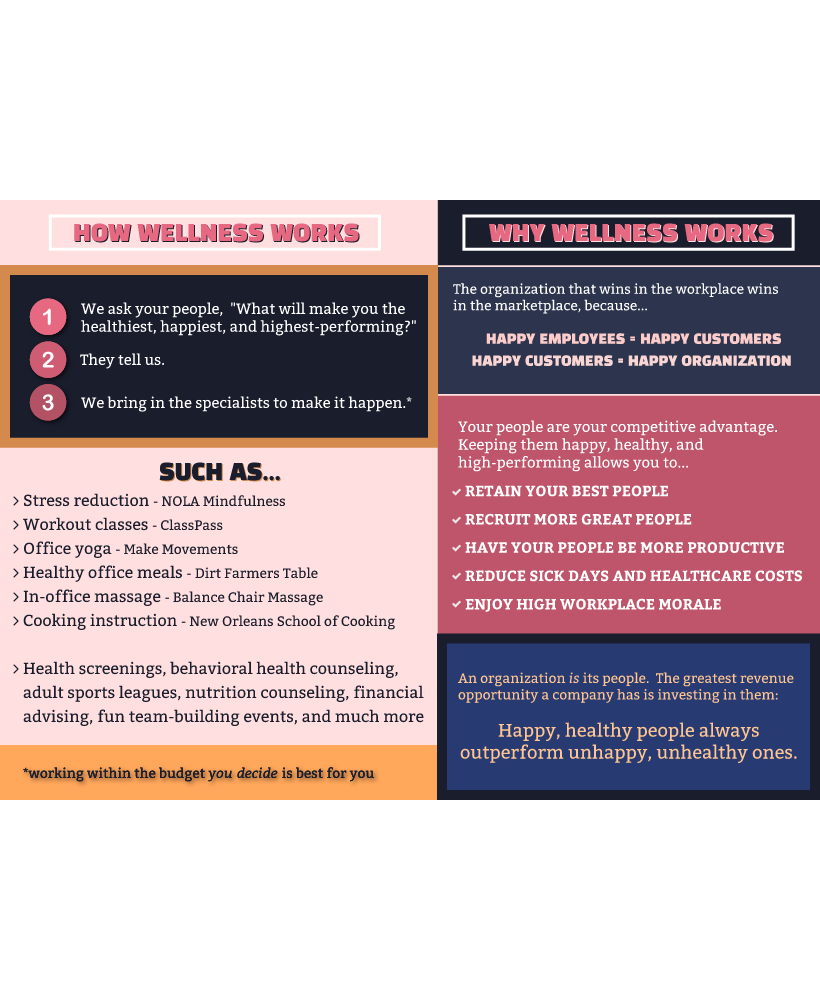 HOW WELLNESS WORKS
1
We ask your people, "What will make you the
healthiest, happiest, and highest-performing?"
2
They tell us.
3
We bring in the specialists to make it happen.*
SUCH AS...
> Stress reduction - NOLA Mindfulness
> Workout classes - ClassPass
> Office yoga - Make Movements
> Healthy office meals - Dirt Farmers Table
> In-office massage - Balance Chair Massage
> Cooking instruction - New Orleans School of Cooking
> Health screenings, behavioral health counseling,
adult sports leagues, nutrition counseling, financial
advising, fun team-building events, and much more
*working within the budget you decide is best for you
WHY WELLNESS WORKS
The organization that wins in the workplace wins
in the marketplace, because...
HAPPY EMPLOYEES = HAPPY CUSTOMERS
HAPPY CUSTOMERS = HAPPY ORGANIZATION
Your people are your competitive advantage.
Keeping them happy, healthy, and
high-performing allows you to...
✓ RETAIN YOUR BEST PEOPLE
✓ RECRUIT MORE GREAT PEOPLE
✓ HAVE YOUR PEOPLE BE MORE PRODUCTIVE
✓ REDUCE SICK DAYS AND HEALTHCARE COSTS
✓ ENJOY HIGH WORKPLACE MORALE
An organization is its people. The greatest revenue
opportunity a company has is investing in them:
Happy, healthy people always
outperform unhappy, unhealthy ones.